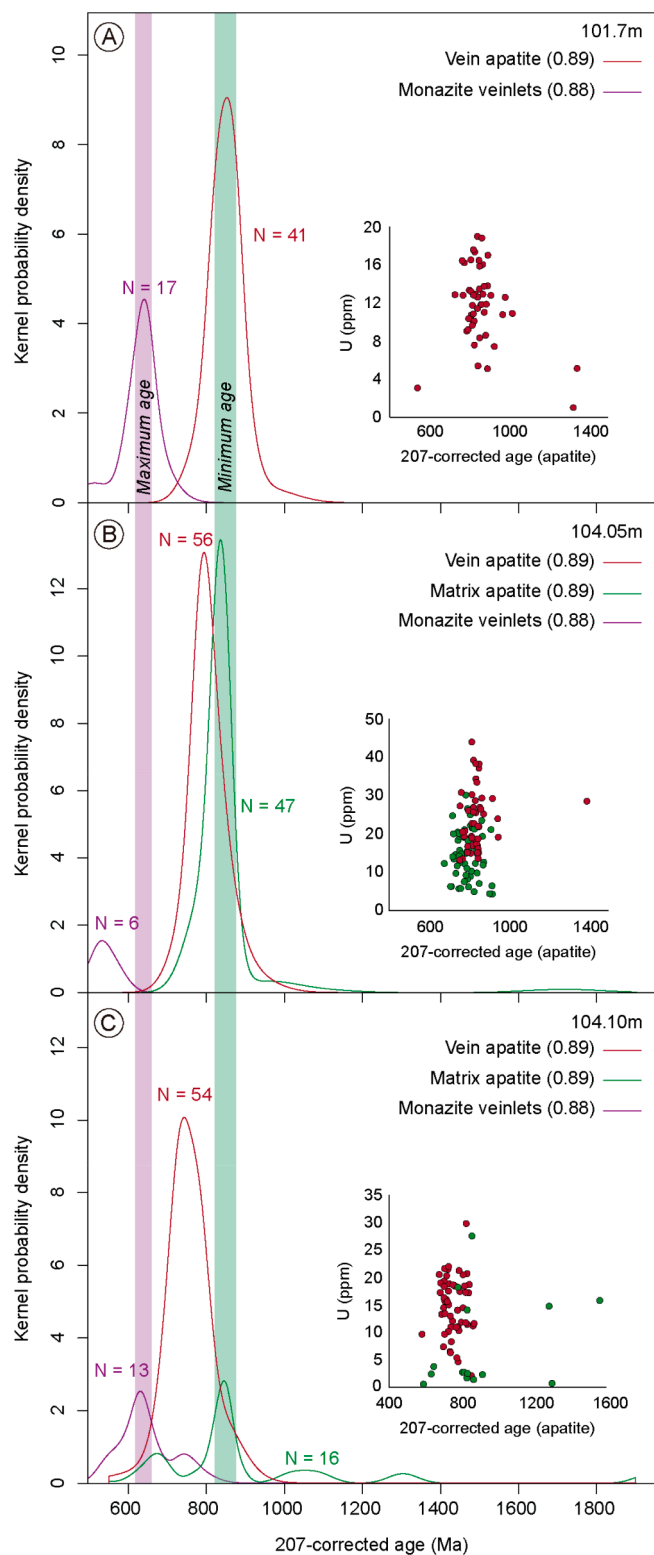 A
101.7m
Vein apatite (0.89)
Monazite veinlets (0.88)
Kernel probability density
10
8
6
4
2
0
N = 17
N = 41
Maximum age
Minimum age
U (ppm)
20
16
12
8
4
0
600 1000 1400
207-corrected age (apatite)
B
104.05m
Vein apatite (0.89)
Matrix apatite (0.89)
Monazite veinlets (0.88)
Kernel probability density
12
10
8
6
4
2
0
N = 56
N = 47
N = 6
U (ppm)
50
40
30
20
10
0
600 1000 1400
207-corrected age (apatite)
C
104.10m
Vein apatite (0.89)
Matrix apatite (0.89)
Monazite veinlets (0.88)
Kernel probability density
12
10
8
6
4
2
0
N = 54
N = 13
N = 16
U (ppm)
35
30
25
20
15
10
5
0
400 800 1200 1600
207-corrected age (apatite)
600 800 1000 1200 1400 1600 1800
207-corrected age (Ma)